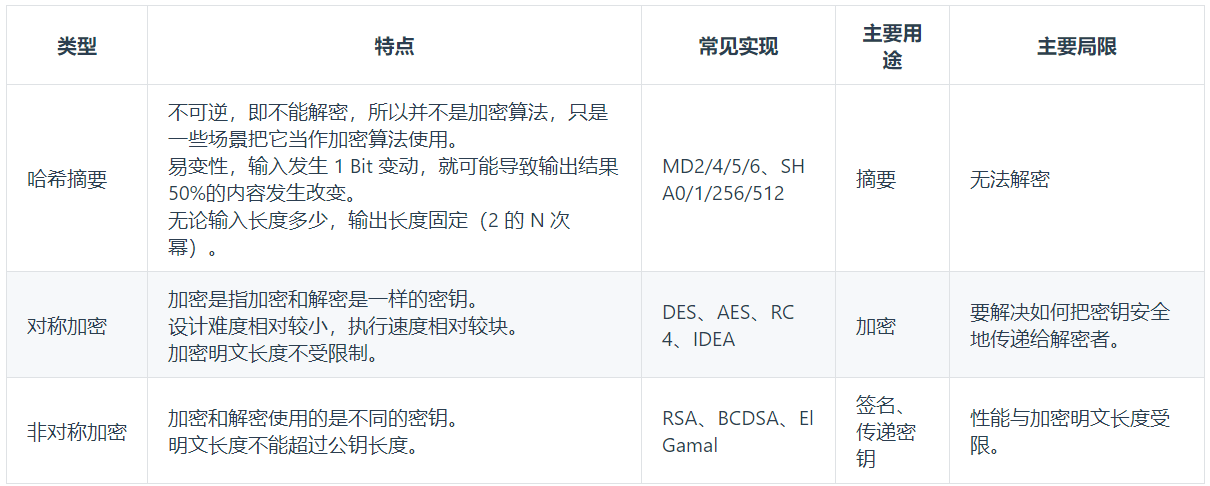 类型
特点
常见实现
主要用
途
主要局限
哈希摘要
不可逆，即不能解密，所以并不是加密算法，只是
一些场景把它当作加密算法使用。
易变性，输入发生 1 Bit 变动，就可能导致输出结果
50%的内容发生改变。
无论输入长度多少，输出长度固定（2 的 N 次
幂）。
MD2/4/5/6、SH
A0/1/256/512
摘要
无法解密
对称加密
加密是指加密和解密是一样的密钥。
设计难度相对较小，执行速度相对较块。
加密明文长度不受限制。
DES、AES、RC
4、IDEA
加密
要解决如何把密钥安全
地传递给解密者。
非对称加密
加密和解密使用的是不同的密钥。
明文长度不能超过公钥长度。
RSA、BCDSA、El
Gamal
签名、
传递密
钥
性能与加密明文长度受
限。